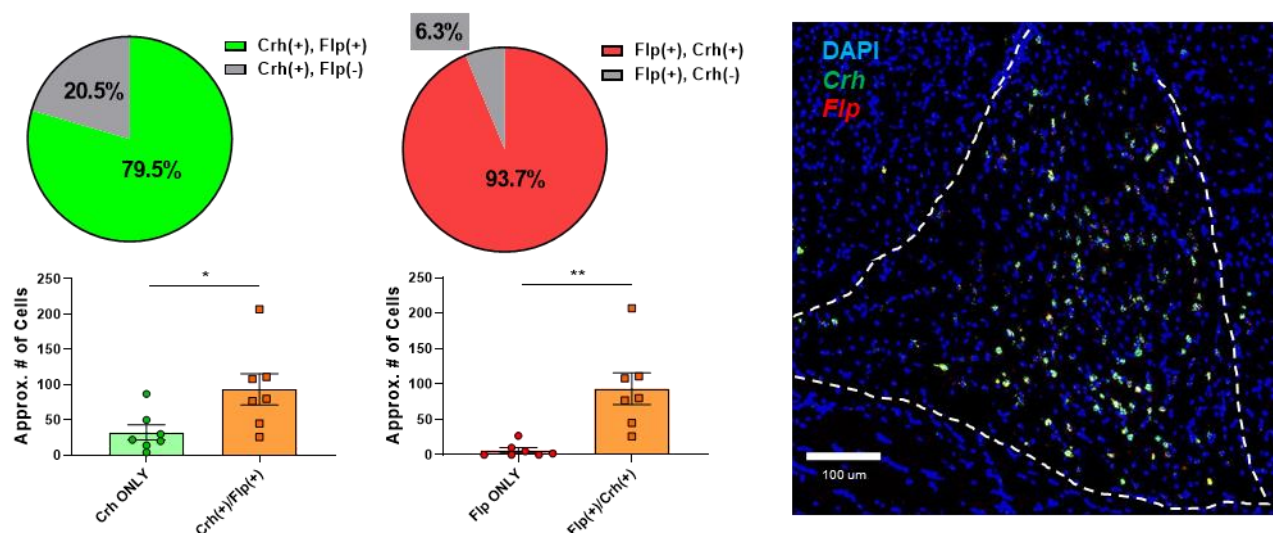 Crh(+), Flp(+)
Crh(+), Flp(-)
20.5%
79.5%
6.3%
Flp(+), Crh(+)
Flp(+), Crh(-)
93.7%
Approx. # of Cells
250
200
150
100
50
0
*
Crh ONLY
Crh(+)/Flp(+)
Approx. # of Cells
250
200
150
100
50
0
**
Flp ONLY
Flp(+)/Crh(+)
DAPI
Crh
Flp
100 um